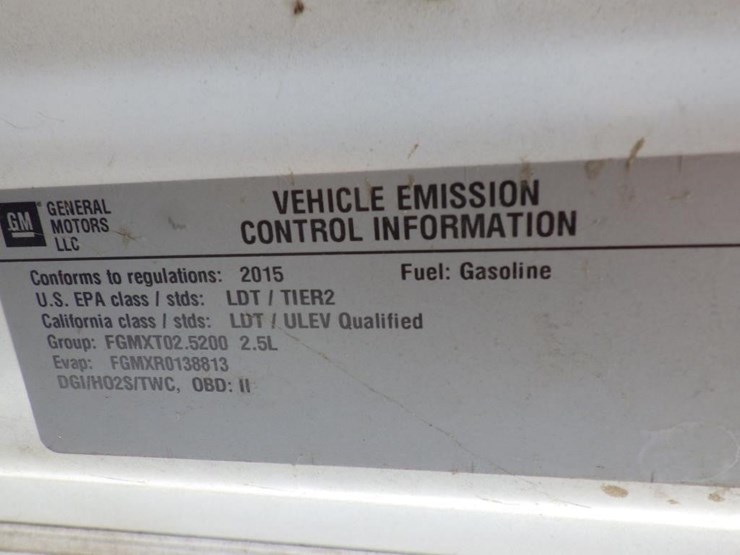 GM GENERAL MOTORS LLC
VEHICLE EMISSION
CONTROL INFORMATION
Conforms to regulations: 2015 Fuel: Gasoline
U.S. EPA class / stds: LDT / TIER2
California class / stds: LDT / ULEV Qualified
Group: FGMXT02.5200 2.5L
Evap: FGMXR0138813
DGI/HO2S/TWC, OBD: II